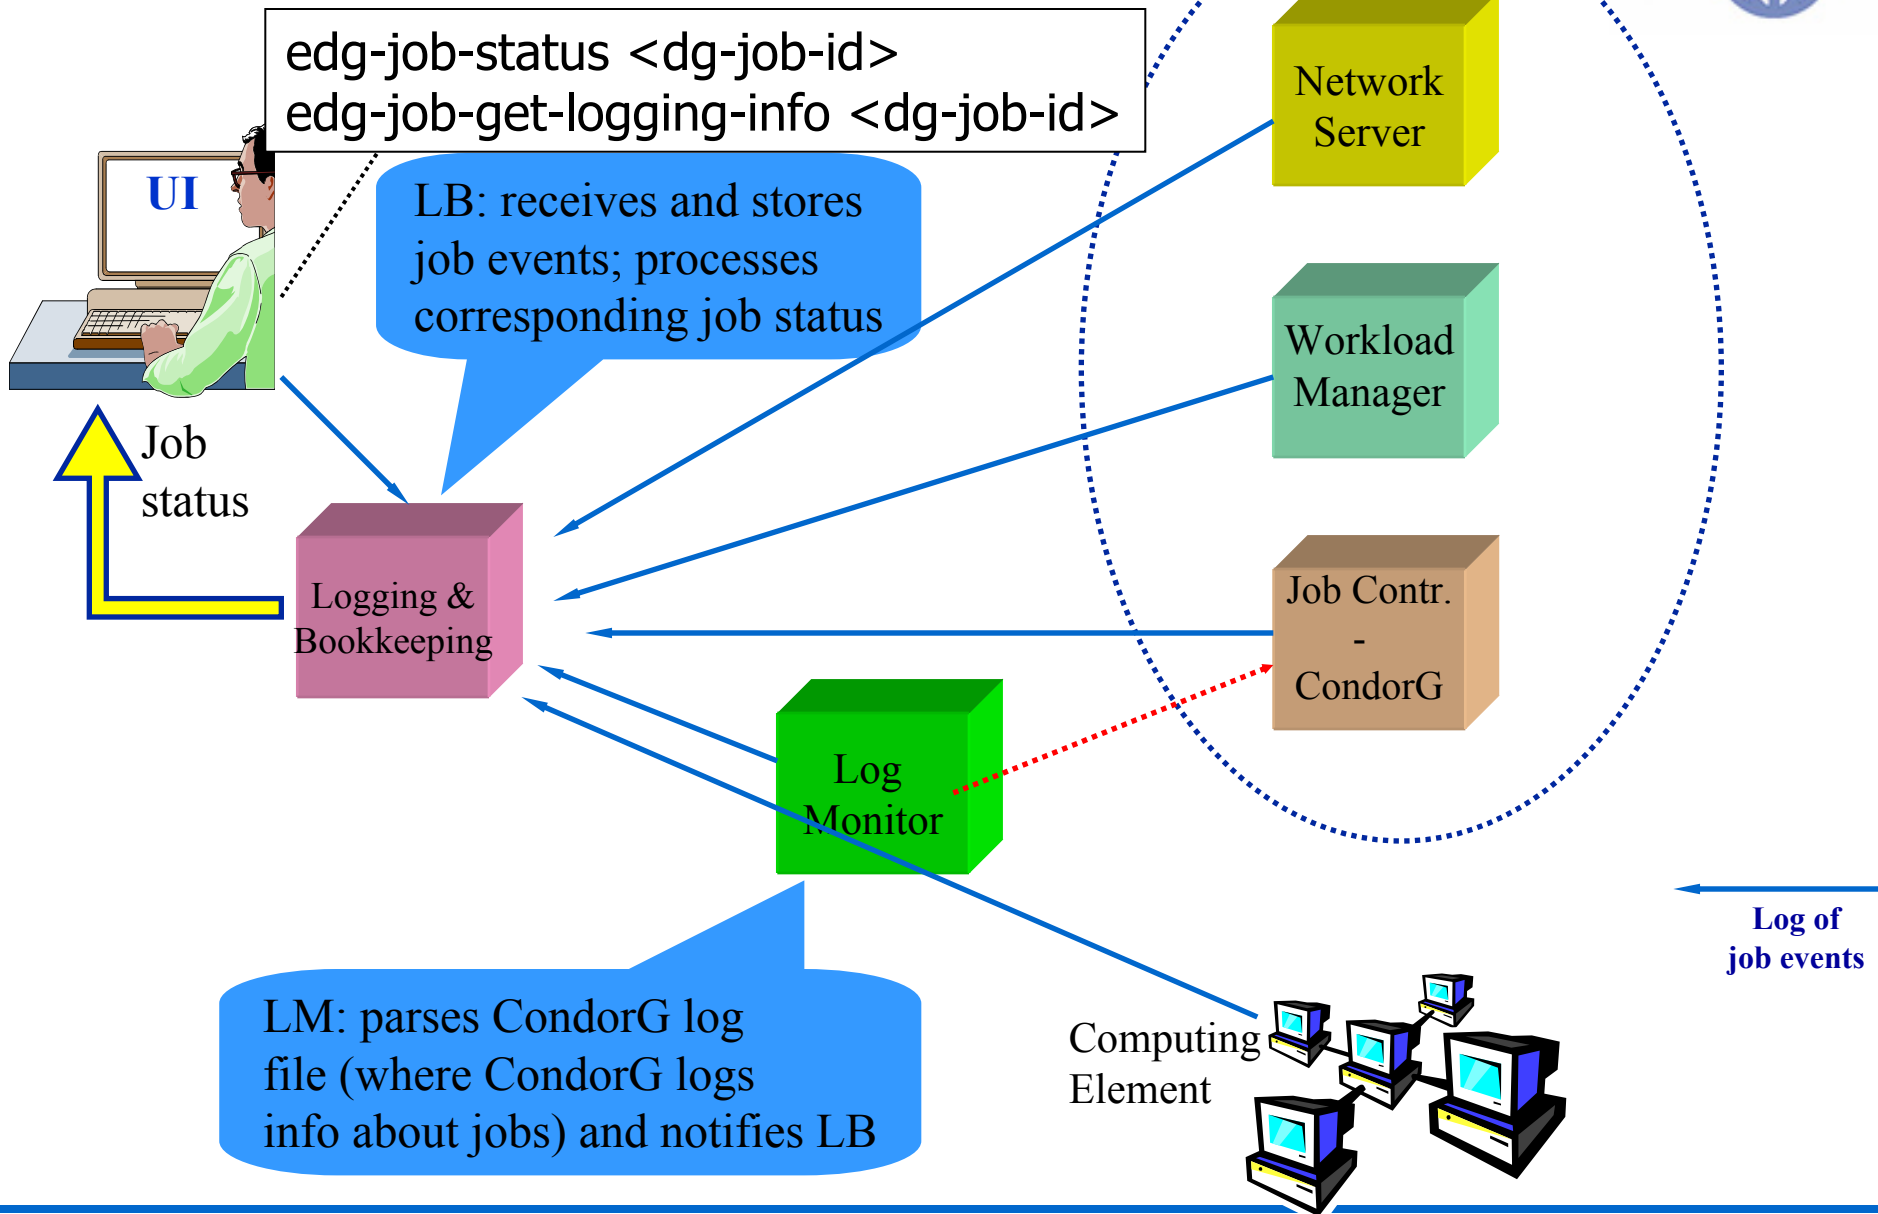 edg-job-status <dg-job-id>
edg-job-get-logging-info <dg-job-id>
Network
Server
UI
LB: receives and stores
job events; processes
corresponding job status
Workload
Manager
Job
status
Logging &
Bookkeeping
Job Contr.
-
CondorG
Log
Monitor
Log of
job events
LM: parses CondorG log
file (where CondorG logs
info about jobs) and notifies LB
Computing
Element